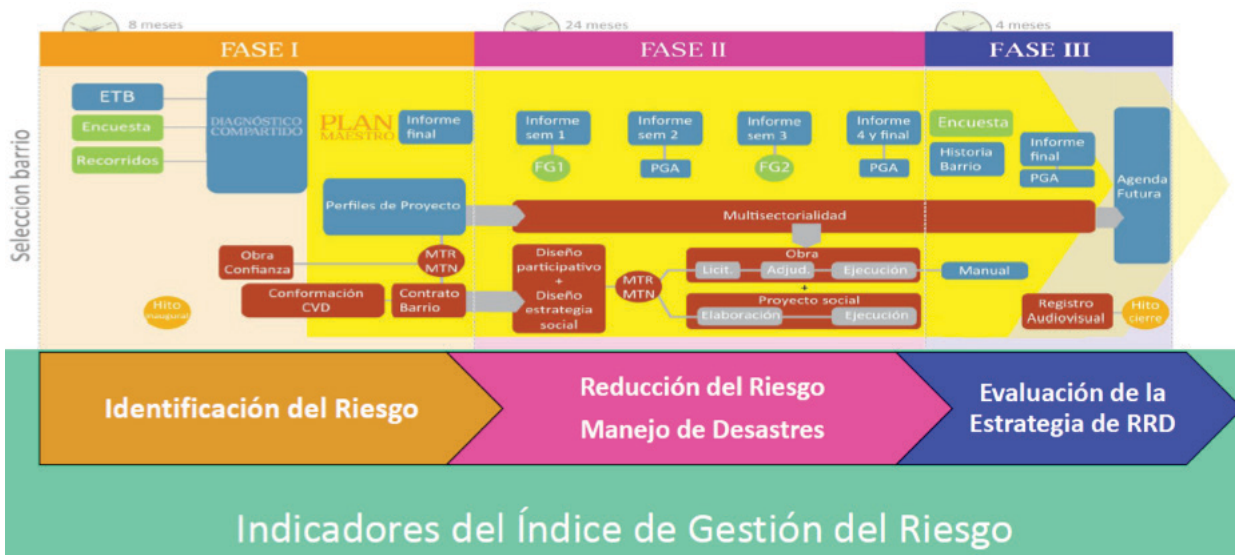 8 meses
24 meses
4 meses
FASE I
FASE II
FASE III
Seleccion barrio
ETB
Encuesta
Recorridos
DIAGNÓSTICO
COMPARTIDO
PLAN
MAESTRO
Informe
final
Perfiles de Proyecto
Obra
Confianza
MTR
MTN
Conformación
CVD
Contrato
Barrio
Hito
inaugural
Informe
sem 1
FG1
Informe
sem 2
PGA
Informe
sem 3
FG2
Informe
4 y final
PGA
Multisectorialidad
Diseño
participativo
+
Diseño
estrategia
social
MTR
MTN
Obra
Licit.
Adjud.
Ejecución
+
Proyecto social
Elaboración
Ejecución
Encuesta
Historia
Barrio
Informe
final
PGA
Agenda
Futura
Manual
Registro
Audiovisual
Hito
cierre
Identificación del Riesgo
Reducción del Riesgo
Manejo de Desastres
Evaluación de la
Estrategia de RRD
Indicadores del Índice de Gestión del Riesgo